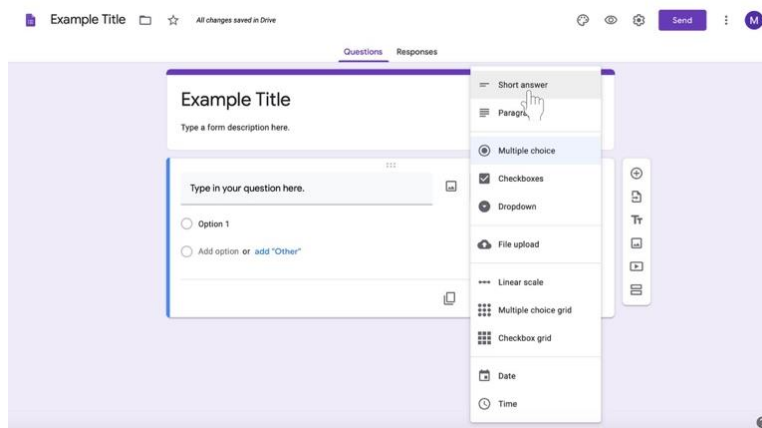 Example Title
All changes saved in Drive
Send
M
Questions
Responses
Example Title
Type a form description here.
Type in your question here.
Option 1
Add option or add "Other"
Short answer
Multiple choice
Checkboxes
Dropdown
File upload
Linear scale
Multiple choice grid
Checkbox grid
Date
Time
Tт